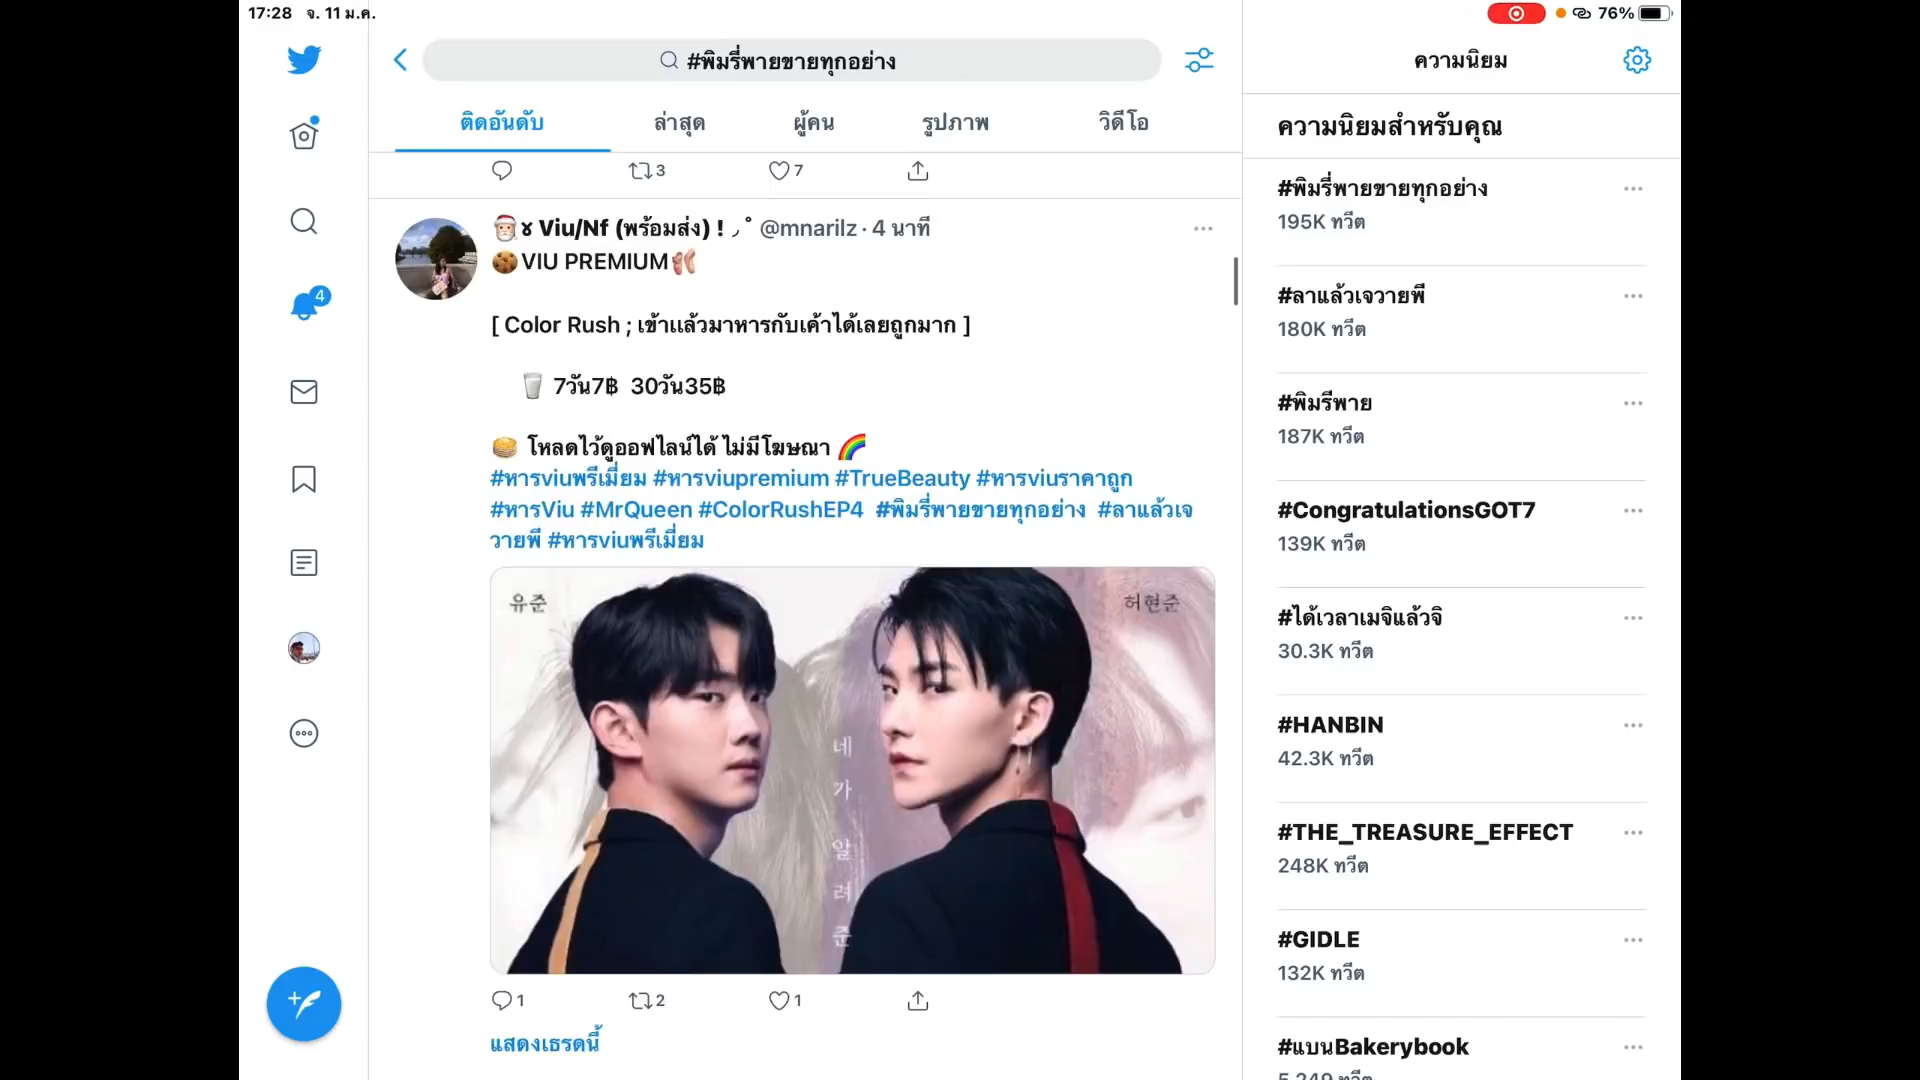 17:28 จ. 11 ม.ค.
76%
#พิมรี่พายขายทุกอย่าง
ติดอันดับ ล่าสุด ผู้คน รูปภาพ วิดีโอ
3 7
4
Viu/Nf (พร้อมส่ง) ! @mnarilz · 4 นาที
VIU PREMIUM
[ Color Rush ; เข้าแล้วมาหารกับเค้าได้เลยถูกมาก ]
7วัน7฿ 30วัน35฿
โหลดไว้ดูออฟไลน์ได้ ไม่มีโฆษณา
#หารviuพรีเมี่ยม #หารviupremium #TrueBeauty #หารviuราคาถูก
#หารViu #MrQueen #ColorRushEP4 #พิมรี่พายขายทุกอย่าง #ลาแล้วเจ
วายพี #หารviuพรีเมี่ยม
유준
허현준
네
가
알
려
준
1 2 1
แสดงเธรดนี้
ความนิยม
ความนิยมสำหรับคุณ
#พิมรี่พายขายทุกอย่าง
195K ทวีต
#ลาแล้วเจวายพี
180K ทวีต
#พิมรีพาย
187K ทวีต
#CongratulationsGOT7
139K ทวีต
#ได้เวลาเมจิแล้วจิ
30.3K ทวีต
#HANBIN
42.3K ทวีต
#THE_TREASURE_EFFECT
248K ทวีต
#GIDLE
132K ทวีต
#แบนBakerybook
5,249 ทวีต